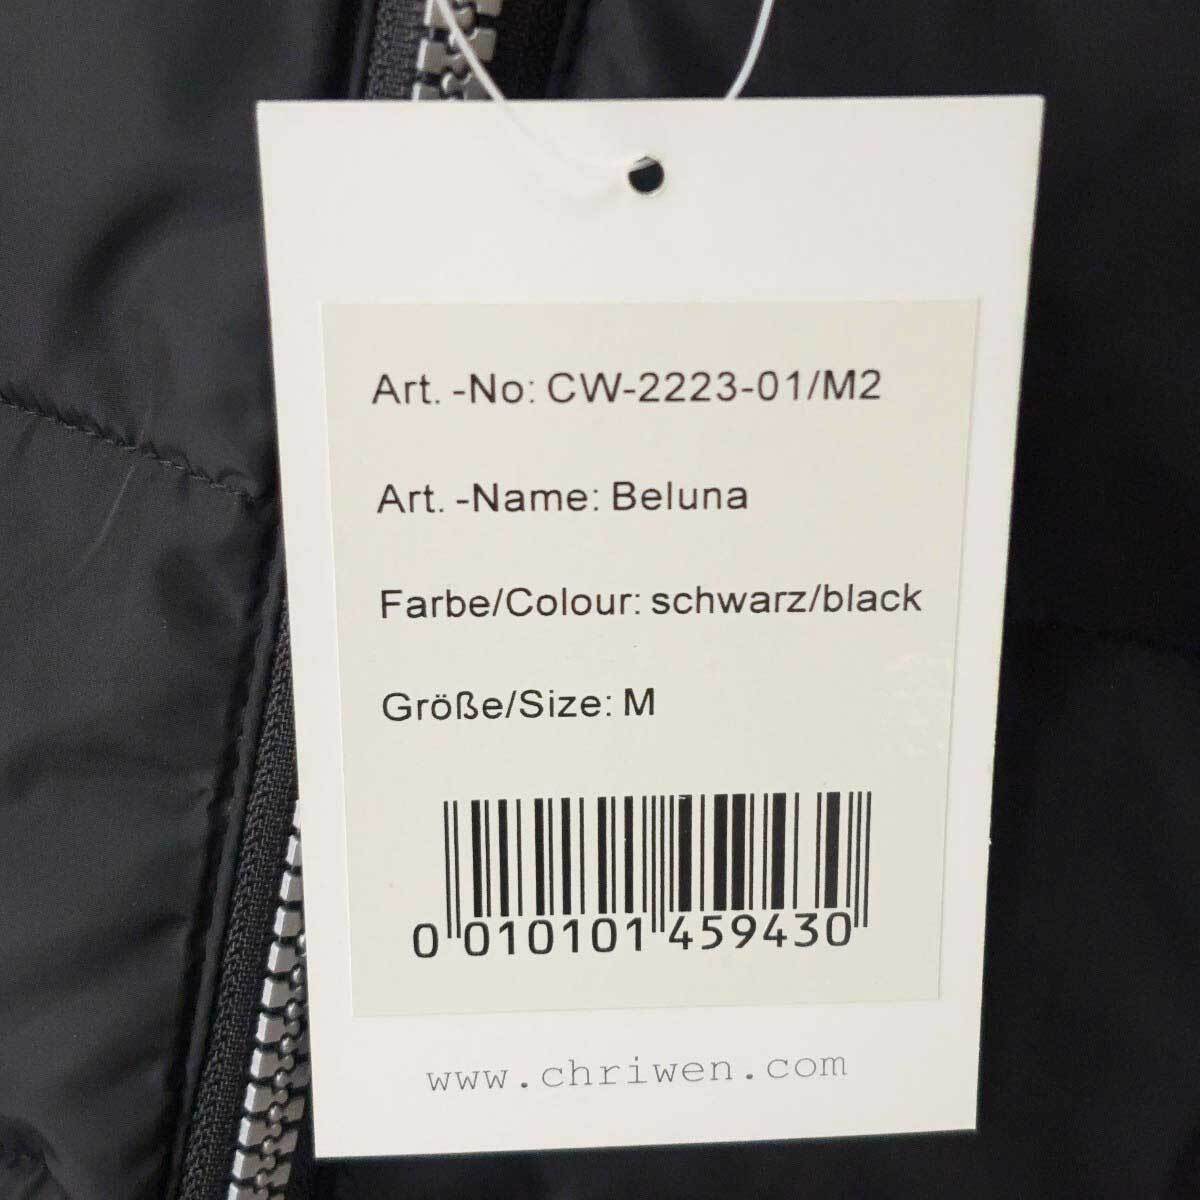 Art. -No: CW-2223-01/M2
Art. -Name: Beluna
Farbe/Colour: schwarz/black
Größe/Size: M
0 010101 459430
www.chriwen.com